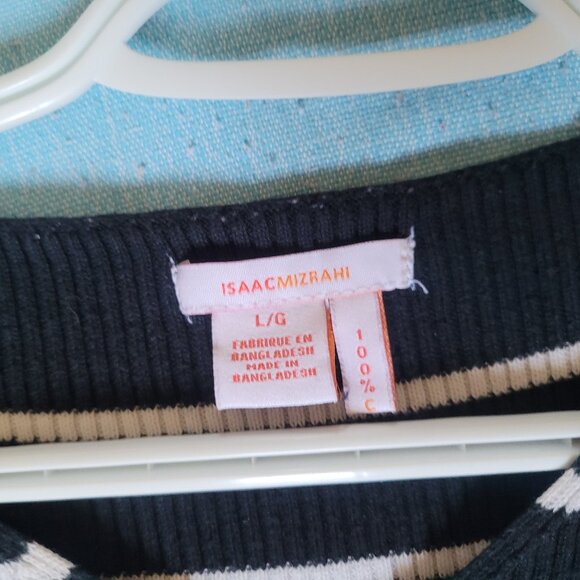 ISAACMIZRAHI
L/G
FABRIQUE EN
BANGLADESH
MADE IN
BANGLADESH
100% C